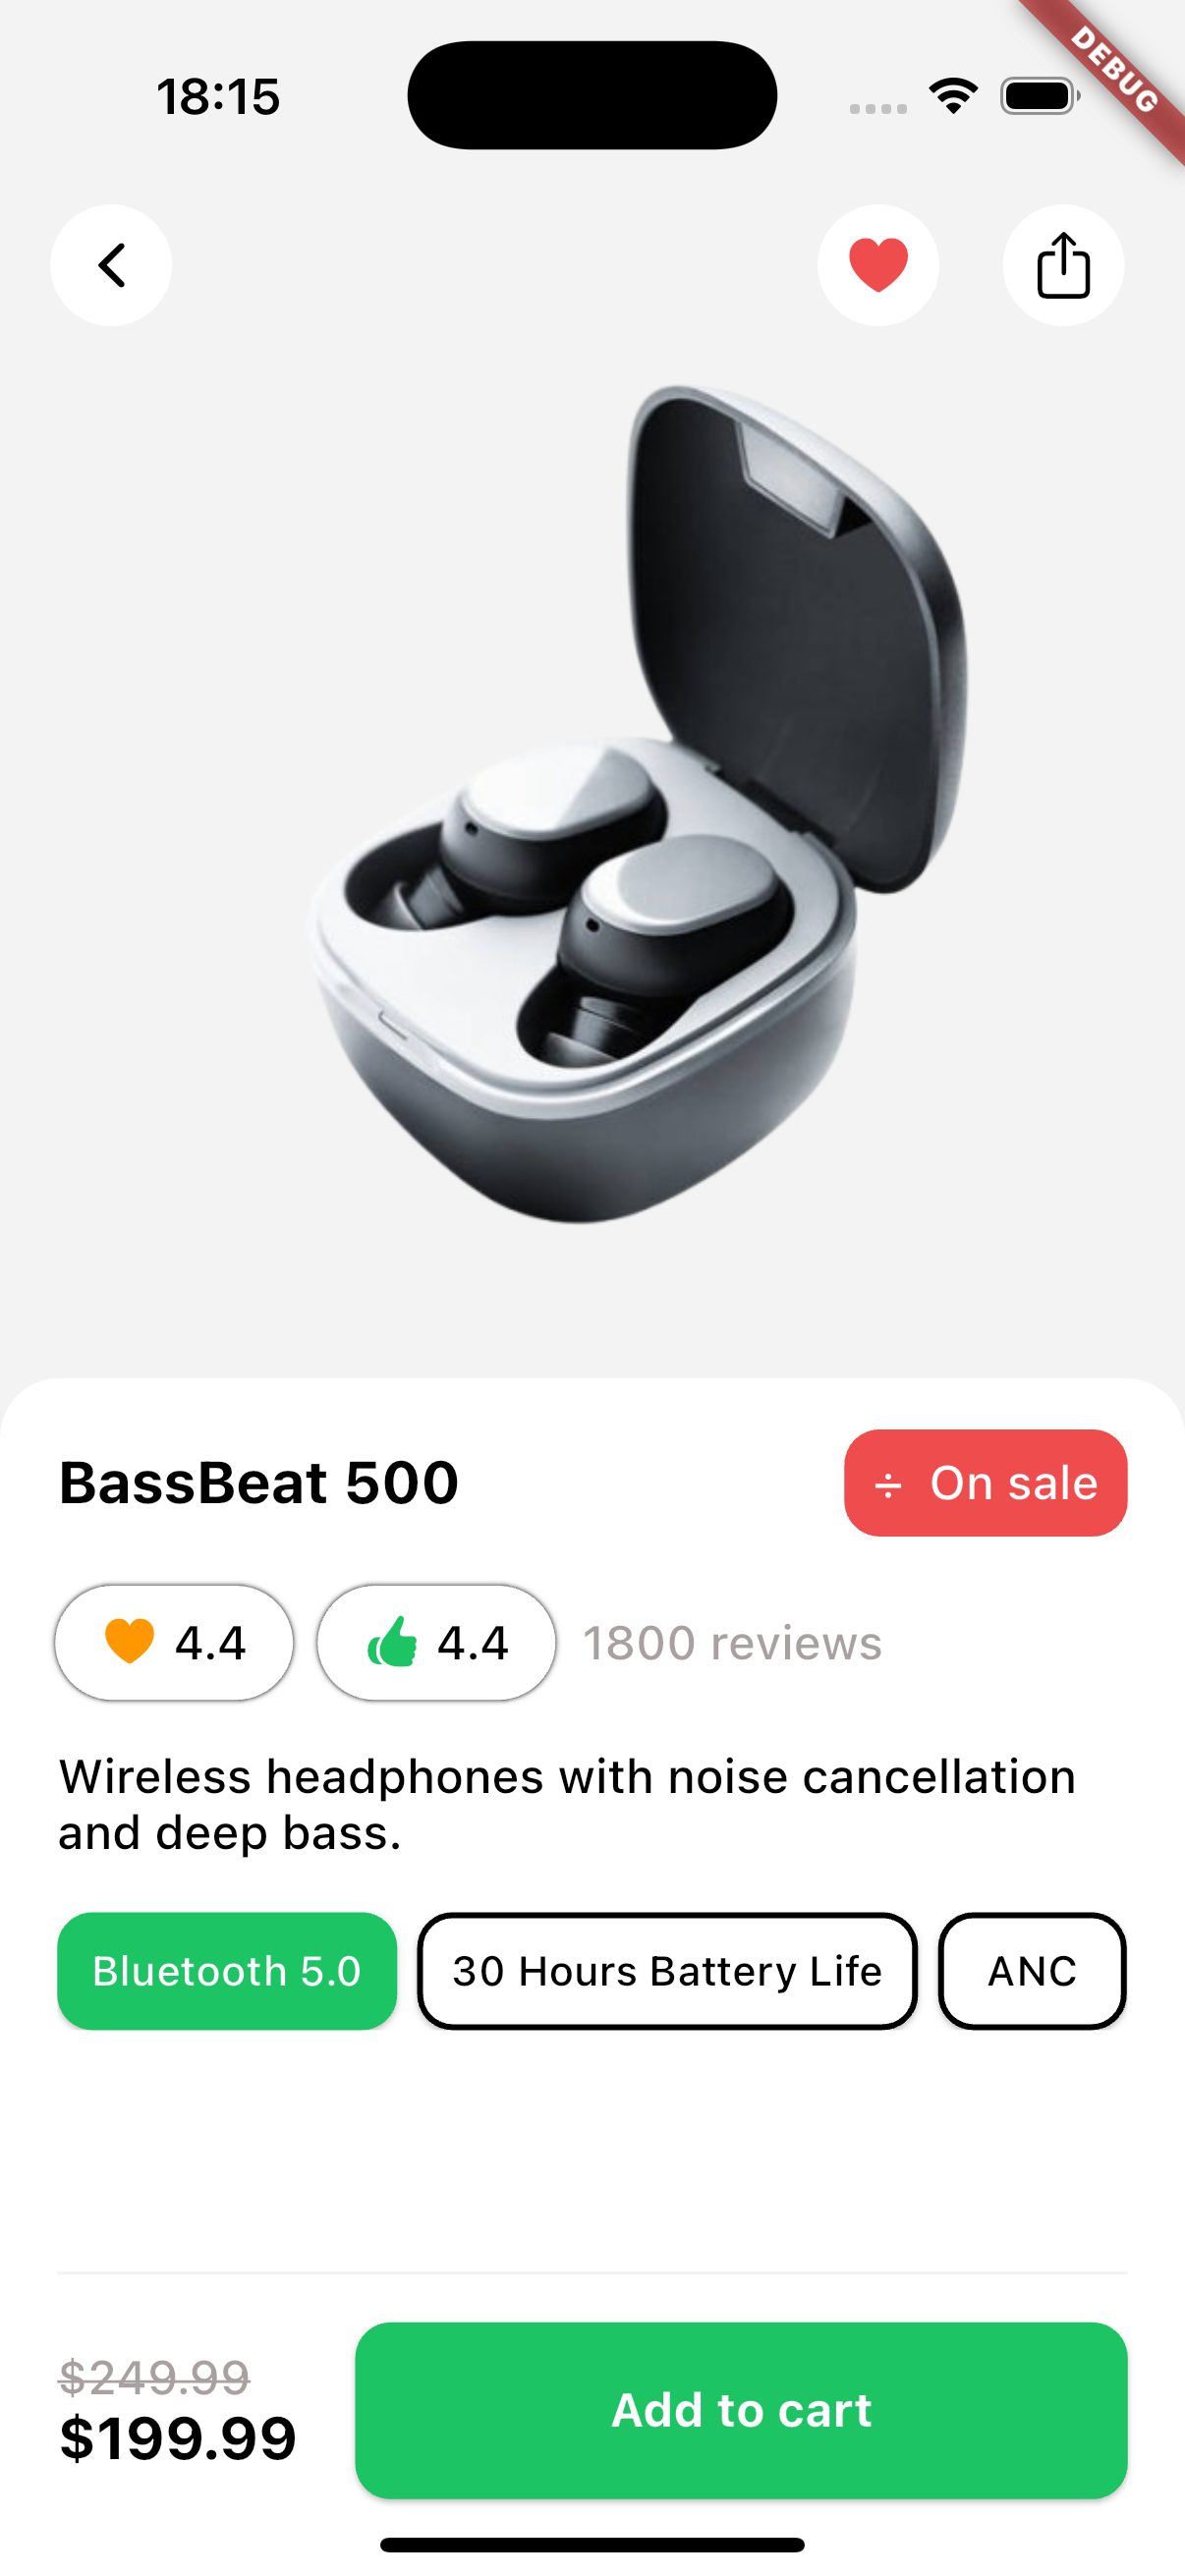 18:15
DEBUG
BassBeat 500
÷ On sale
4.4
4.4
1800 reviews
Wireless headphones with noise cancellation
and deep bass.
Bluetooth 5.0
30 Hours Battery Life
ANC
$249.99
$199.99
Add to cart